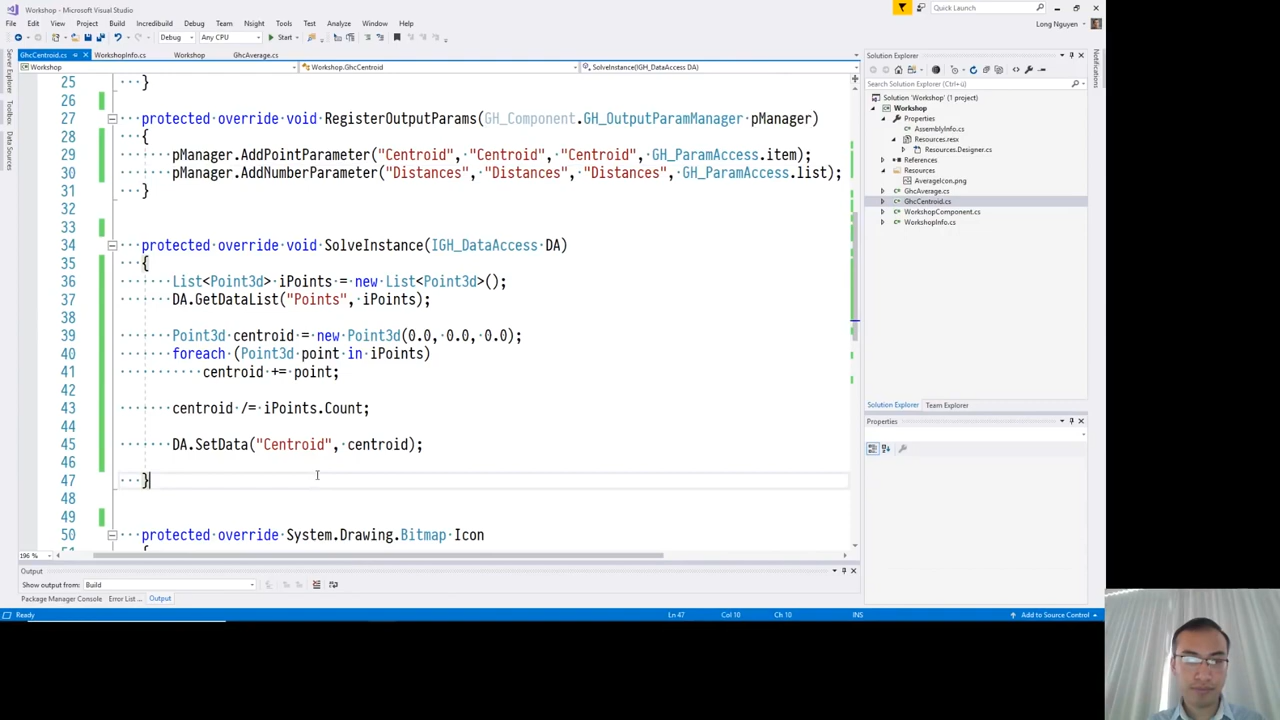 Workshop - Microsoft Visual Studio
Quick Launch (Ctrl+Q)
File Edit View Project Build Incredibuild Debug Team Nsight Tools Test Analyze Window Help
Long Nguyen
Debug Any CPU Start
GhcCentroid.cs WorkshopInfo.cs Workshop GhcAverage.cs
Workshop Workshop.GhcCentroid SolveInstance(IGH_DataAccess DA)
Server Explorer
Toolbox
Data Sources
25 }
26
27 protected override void RegisterOutputParams(GH_Component.GH_OutputParamManager pManager)
28 {
29 pManager.AddPointParameter("Centroid", "Centroid", "Centroid", GH_ParamAccess.item);
30 pManager.AddNumberParameter("Distances", "Distances", "Distances", GH_ParamAccess.list);
31 }
32
33
34 protected override void SolveInstance(IGH_DataAccess DA)
35 {
36 List<Point3d> iPoints = new List<Point3d>();
37 DA.GetDataList("Points", iPoints);
38
39 Point3d centroid = new Point3d(0.0, 0.0, 0.0);
40 foreach (Point3d point in iPoints)
41 centroid += point;
42
43 centroid /= iPoints.Count;
44
45 DA.SetData("Centroid", centroid);
46
47 }
48
49
50 protected override System.Drawing.Bitmap Icon
196 %
Output
Show output from: Build
Package Manager Console Error List ... Output
Ready Ln 47 Col 10 Ch 10 INS Add to Source Control
Solution Explorer
Search Solution Explorer (Ctrl+ü)
Solution 'Workshop' (1 project)
Workshop
Properties
AssemblyInfo.cs
Resources.resx
Resources.Designer.cs
References
Resources
AverageIcon.png
GhcAverage.cs
GhcCentroid.cs
WorkshopComponent.cs
WorkshopInfo.cs
Solution Explorer Team Explorer
Properties
Notifications